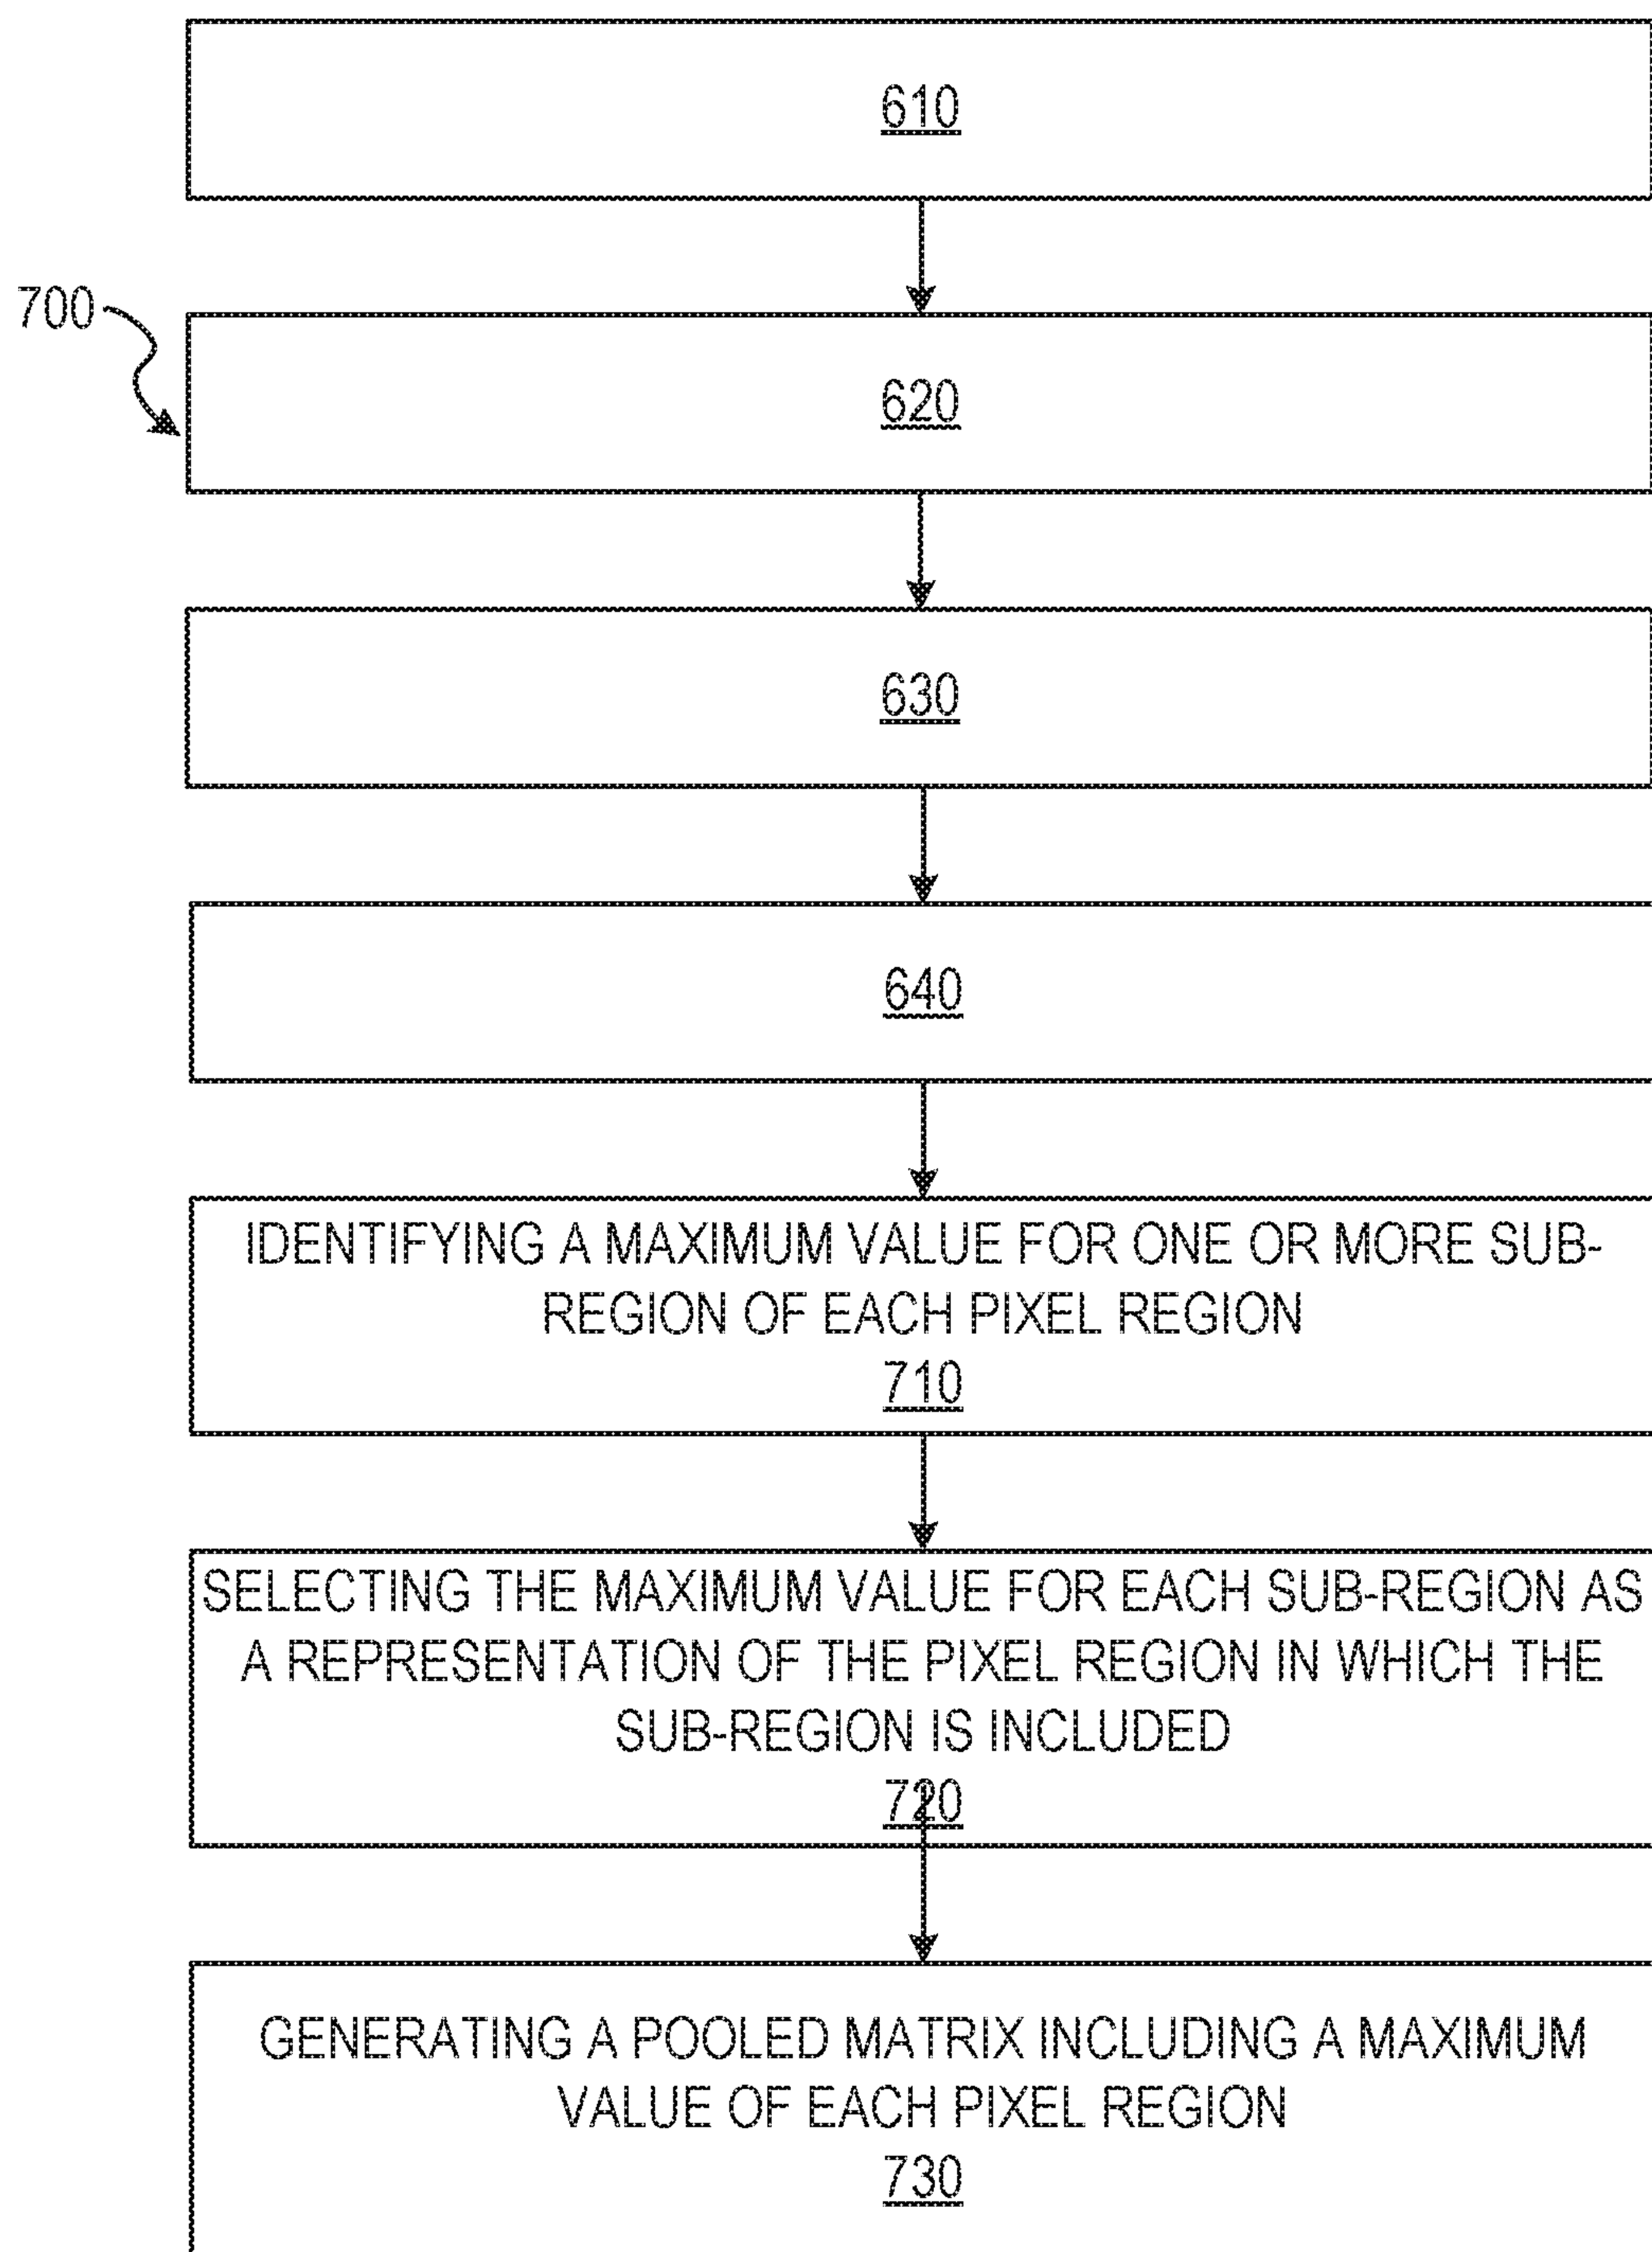 610
700
620
630
640
IDENTIFYING A MAXIMUM VALUE FOR ONE OR MORE SUB-
REGION OF EACH PIXEL REGION
710
SELECTING THE MAXIMUM VALUE FOR EACH SUB-REGION AS
A REPRESENTATION OF THE PIXEL REGION IN WHICH THE
SUB-REGION IS INCLUDED
720
GENERATING A POOLED MATRIX INCLUDING A MAXIMUM
VALUE OF EACH PIXEL REGION
730